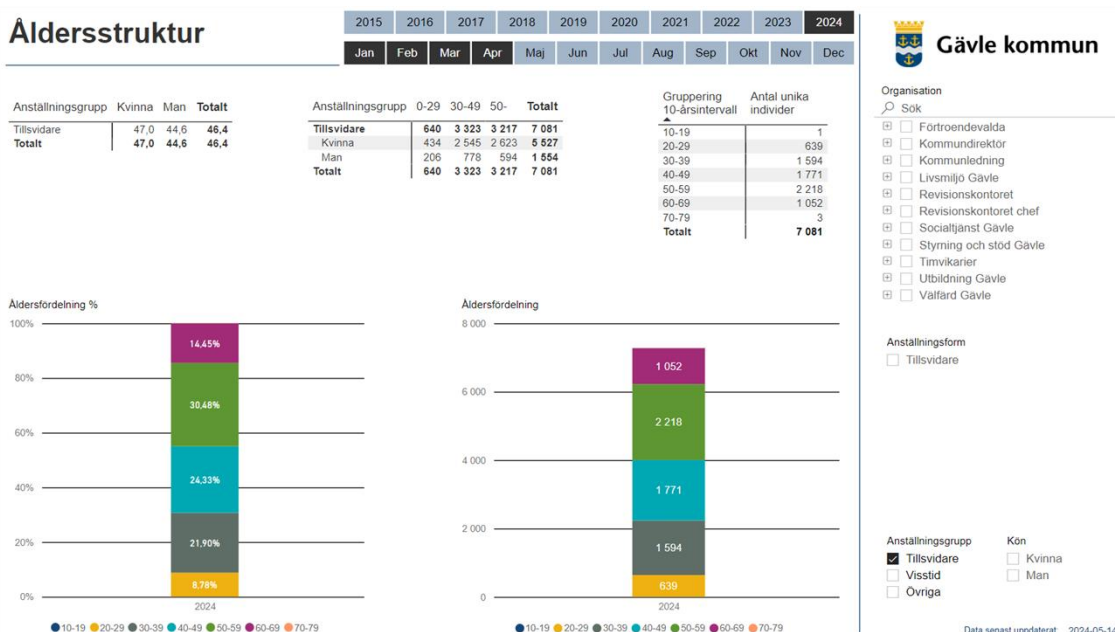 Åldersstruktur
2015 2016 2017 2018 2019 2020 2021 2022 2023 2024
Jan Feb Mar Apr Maj Jun Jul Aug Sep Okt Nov Dec
Anställningsgrupp Kvinna Man Totalt
Tillsvidare 47,0 44,6 46,4
Totalt 47,0 44,6 46,4
Anställningsgrupp 0-29 30-49 50- Totalt
Tillsvidare 640 3 323 3 217 7 081
Kvinna 434 2 545 2 623 5 527
Man 206 778 594 1 554
Totalt 640 3 323 3 217 7 081
Gruppering Antal unika
10-årsintervall individer
10-19 1
20-29 639
30-39 1 594
40-49 1 771
50-59 2 218
60-69 1 052
70-79 3
Totalt 7 081
Åldersfördelning %
100%
80%
60%
40%
20%
0%
14,45%
30,48%
24,33%
21,90%
8,78%
2024
10-19 20-29 30-39 40-49 50-59 60-69 70-79
Åldersfördelning
8 000
6 000
4 000
2 000
0
1 052
2 218
1 771
1 594
639
2024
10-19 20-29 30-39 40-49 50-59 60-69 70-79
Gävle kommun
Organisation
Sök
Förtroendevalda
Kommundirektör
Kommunledning
Livsmiljö Gävle
Revisionskontoret
Revisionskontoret chef
Socialtjänst Gävle
Styrning och stöd Gävle
Timvikarier
Utbildning Gävle
Välfärd Gävle
Anställningsform
Tillsvidare
Anställningsgrupp Kön
Tillsvidare Kvinna
Visstid Man
Övriga
Data senast uppdaterat: 2024-05-14